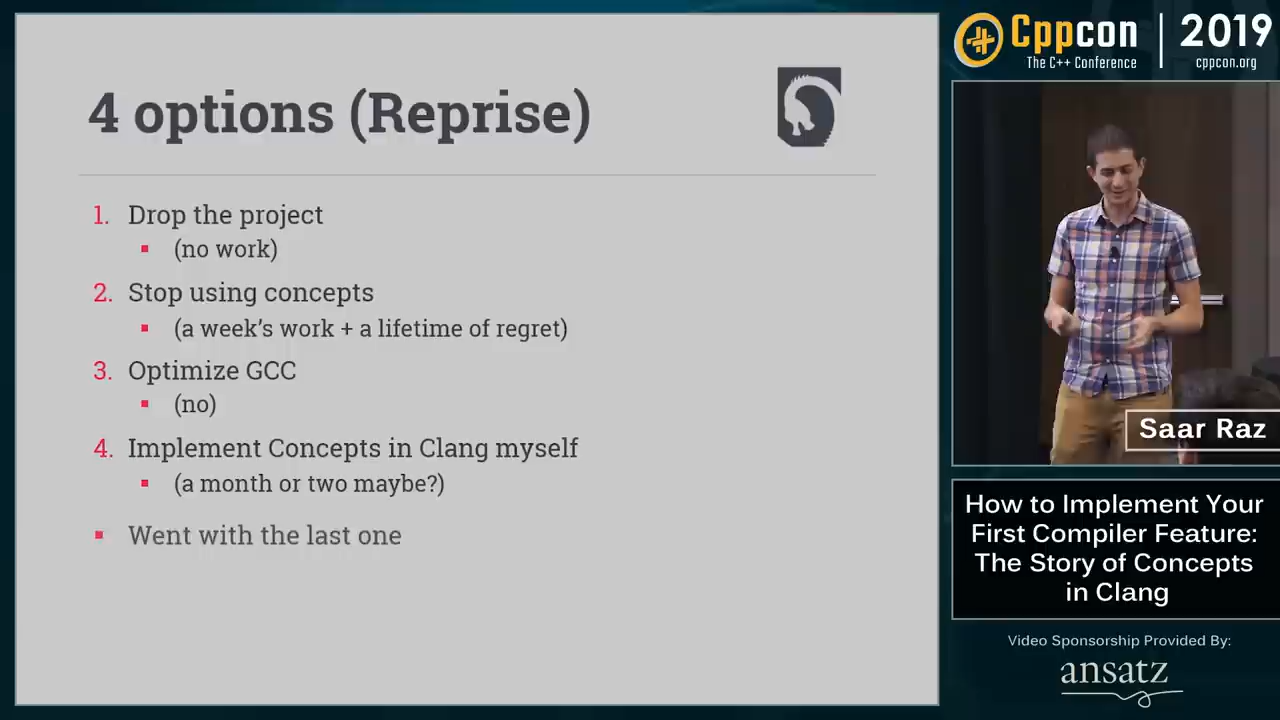 4 options (Reprise)
1. Drop the project
▪ (no work)
2. Stop using concepts
▪ (a week's work + a lifetime of regret)
3. Optimize GCC
▪ (no)
4. Implement Concepts in Clang myself
▪ (a month or two maybe?)
▪ Went with the last one
Cppcon | 2019
The C++ Conference
cppcon.org
Saar Raz
How to Implement Your
First Compiler Feature:
The Story of Concepts
in Clang
Video Sponsorship Provided By:
ansatz